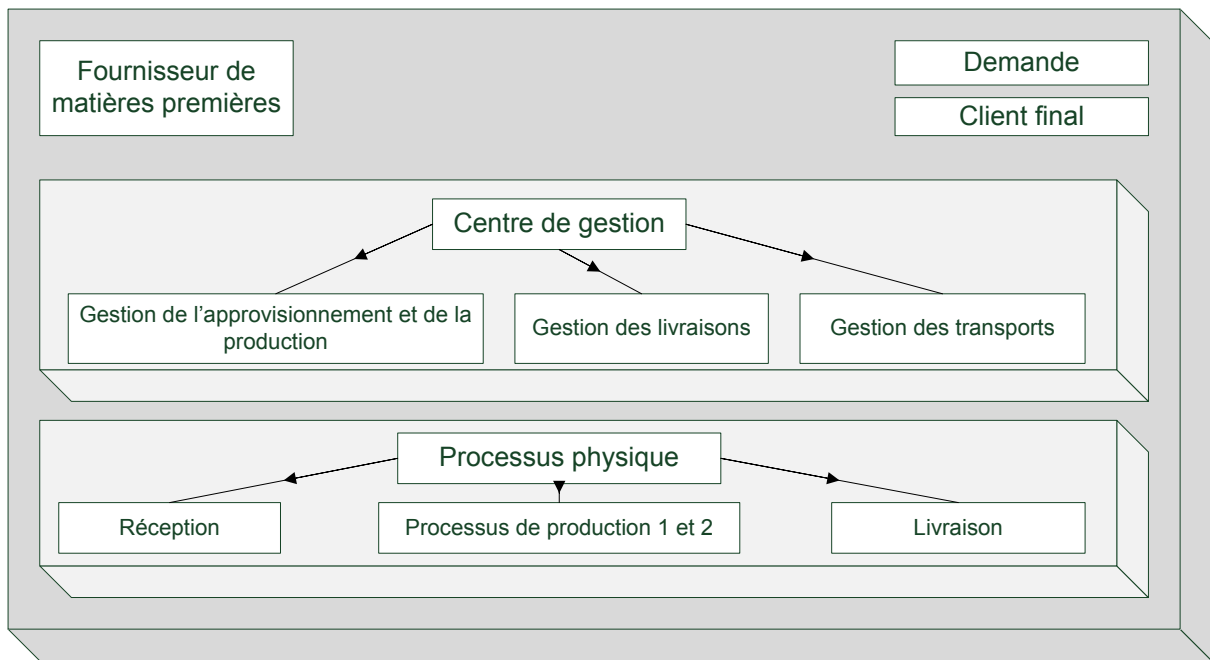 Fournisseur de
matières premières
Demande
Client final
Centre de gestion
Gestion de l’approvisionnement et de la
production
Gestion des livraisons
Gestion des transports
Processus physique
Réception
Processus de production 1 et 2
Livraison